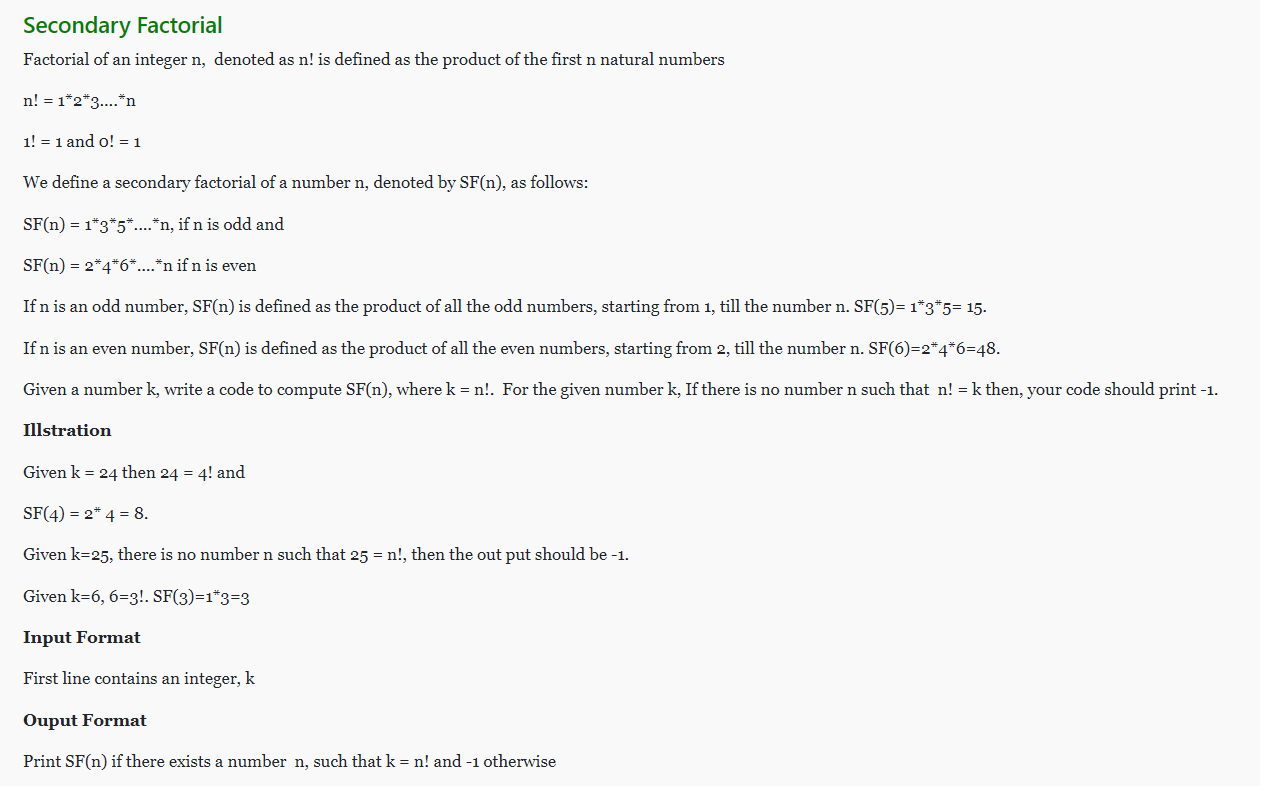 Secondary Factorial
Factorial of an integer n,  denoted as n! is defined as the product of the first n natural numbers
n! = 1*2*3....*n
1! = 1 and 0! = 1
We define a secondary factorial of a number n, denoted by SF(n), as follows:
SF(n) = 1*3*5*....*n, if n is odd and
SF(n) = 2*4*6*....*n if n is even
If n is an odd number, SF(n) is defined as the product of all the odd numbers, starting from 1, till the number n. SF(5)= 1*3*5= 15.
If n is an even number, SF(n) is defined as the product of all the even numbers, starting from 2, till the number n. SF(6)=2*4*6=48.
Given a number k, write a code to compute SF(n), where k = n!.  For the given number k, If there is no number n such that  n! = k then, your code should print -1.
Illstration
Given k = 24 then 24 = 4! and
SF(4) = 2* 4 = 8.
Given k=25, there is no number n such that 25 = n!, then the out put should be -1.
Given k=6, 6=3!. SF(3)=1*3=3
Input Format
First line contains an integer, k
Ouput Format
Print SF(n) if there exists a number  n, such that k = n! and -1 otherwise